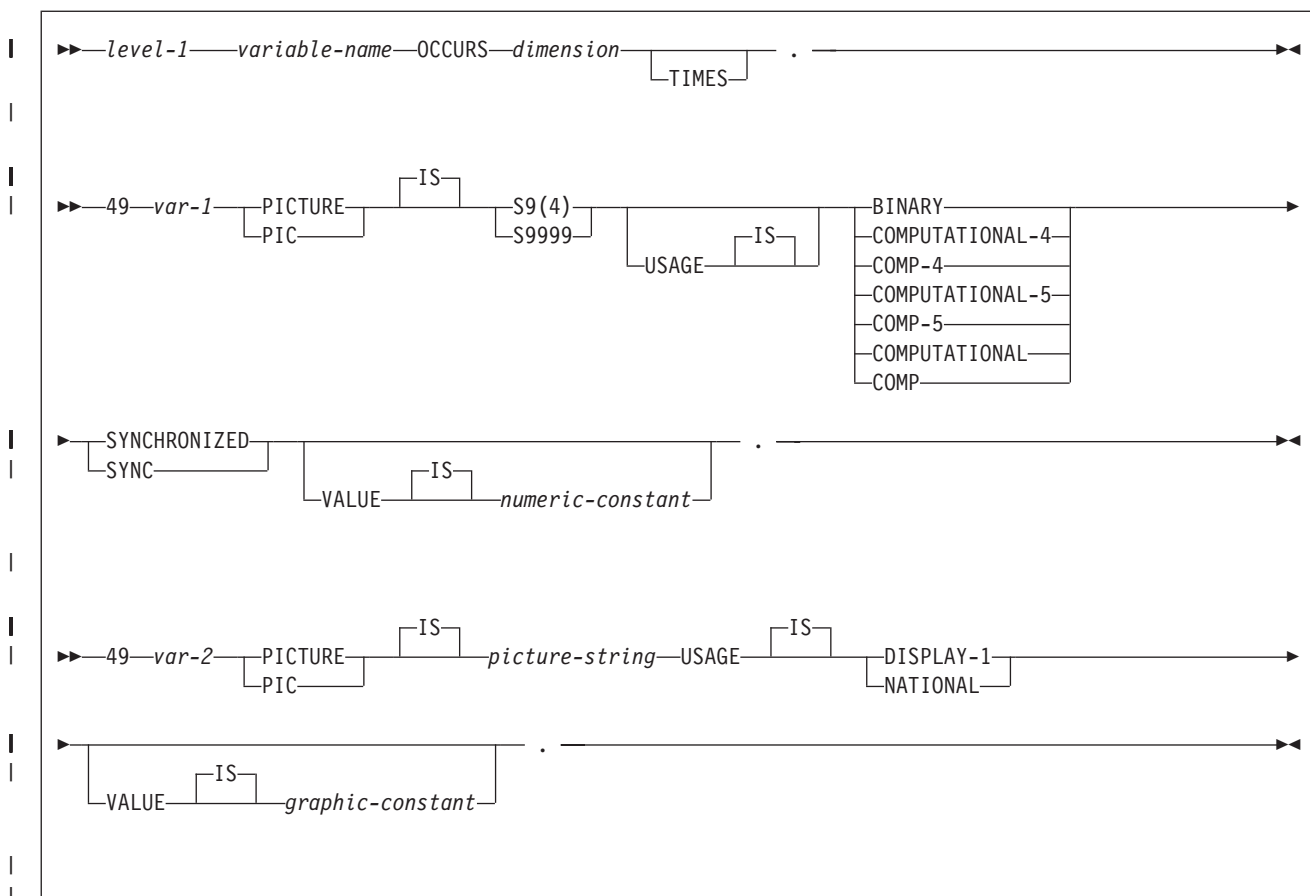 level-1 variable-name OCCURS dimension .
TIMES
IS
49 var-1 PICTURE S9(4) BINARY
PIC S9999 IS COMPUTATIONAL-4
USAGE COMP-4
COMPUTATIONAL-5
COMP-5
COMPUTATIONAL
COMP
SYNCHRONIZED .
SYNC IS
VALUE numeric-constant
IS IS
49 var-2 PICTURE picture-string USAGE DISPLAY-1
PIC NATIONAL
.
IS
VALUE graphic-constant